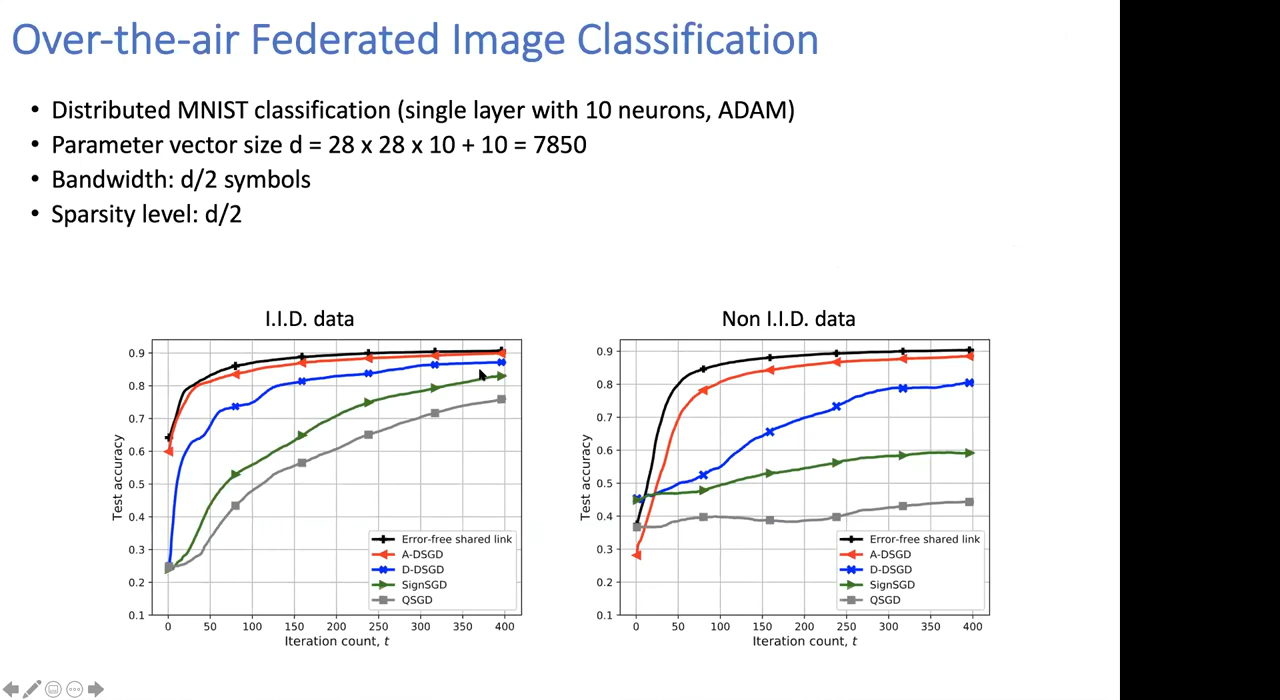 Over-the-air Federated Image Classification
• Distributed MNIST classification (single layer with 10 neurons, ADAM)
• Parameter vector size d = 28 x 28 x 10 + 10 = 7850
• Bandwidth: d/2 symbols
• Sparsity level: d/2
I.I.D. data
0.9
0.8
0.7
0.6
0.5
0.4
0.3
0.2
0.1
Test accuracy
Error-free shared link
A-DSGD
D-DSGD
SignSGD
QSGD
0 50 100 150 200 250 300 350 400
Iteration count, t
Non I.I.D. data
0.9
0.8
0.7
0.6
0.5
0.4
0.3
0.2
0.1
Test accuracy
Error-free shared link
A-DSGD
D-DSGD
SignSGD
QSGD
0 50 100 150 200 250 300 350 400
Iteration count, t